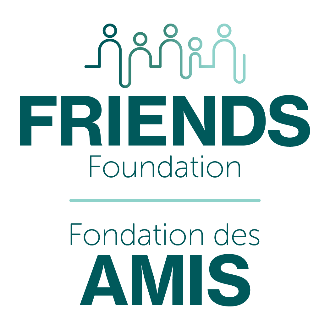 FRIENDS
Foundation
Fondation des
AMIS